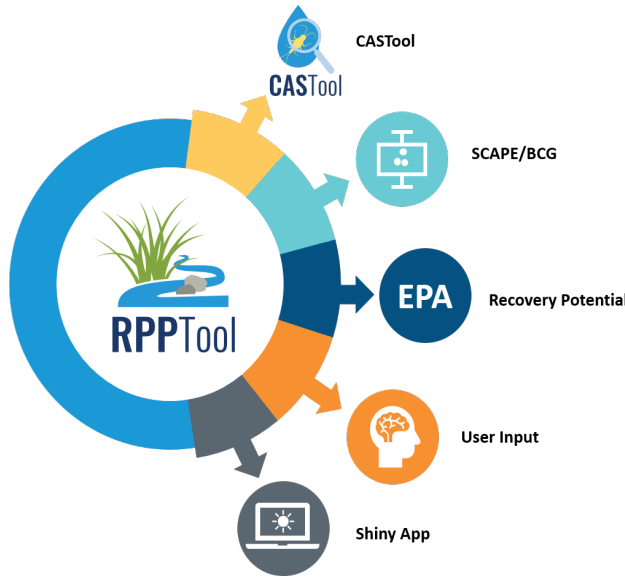 CASTool
CASTool
SCAPE/BCG
EPA
Recovery Potential
RPPTool
User Input
Shiny App